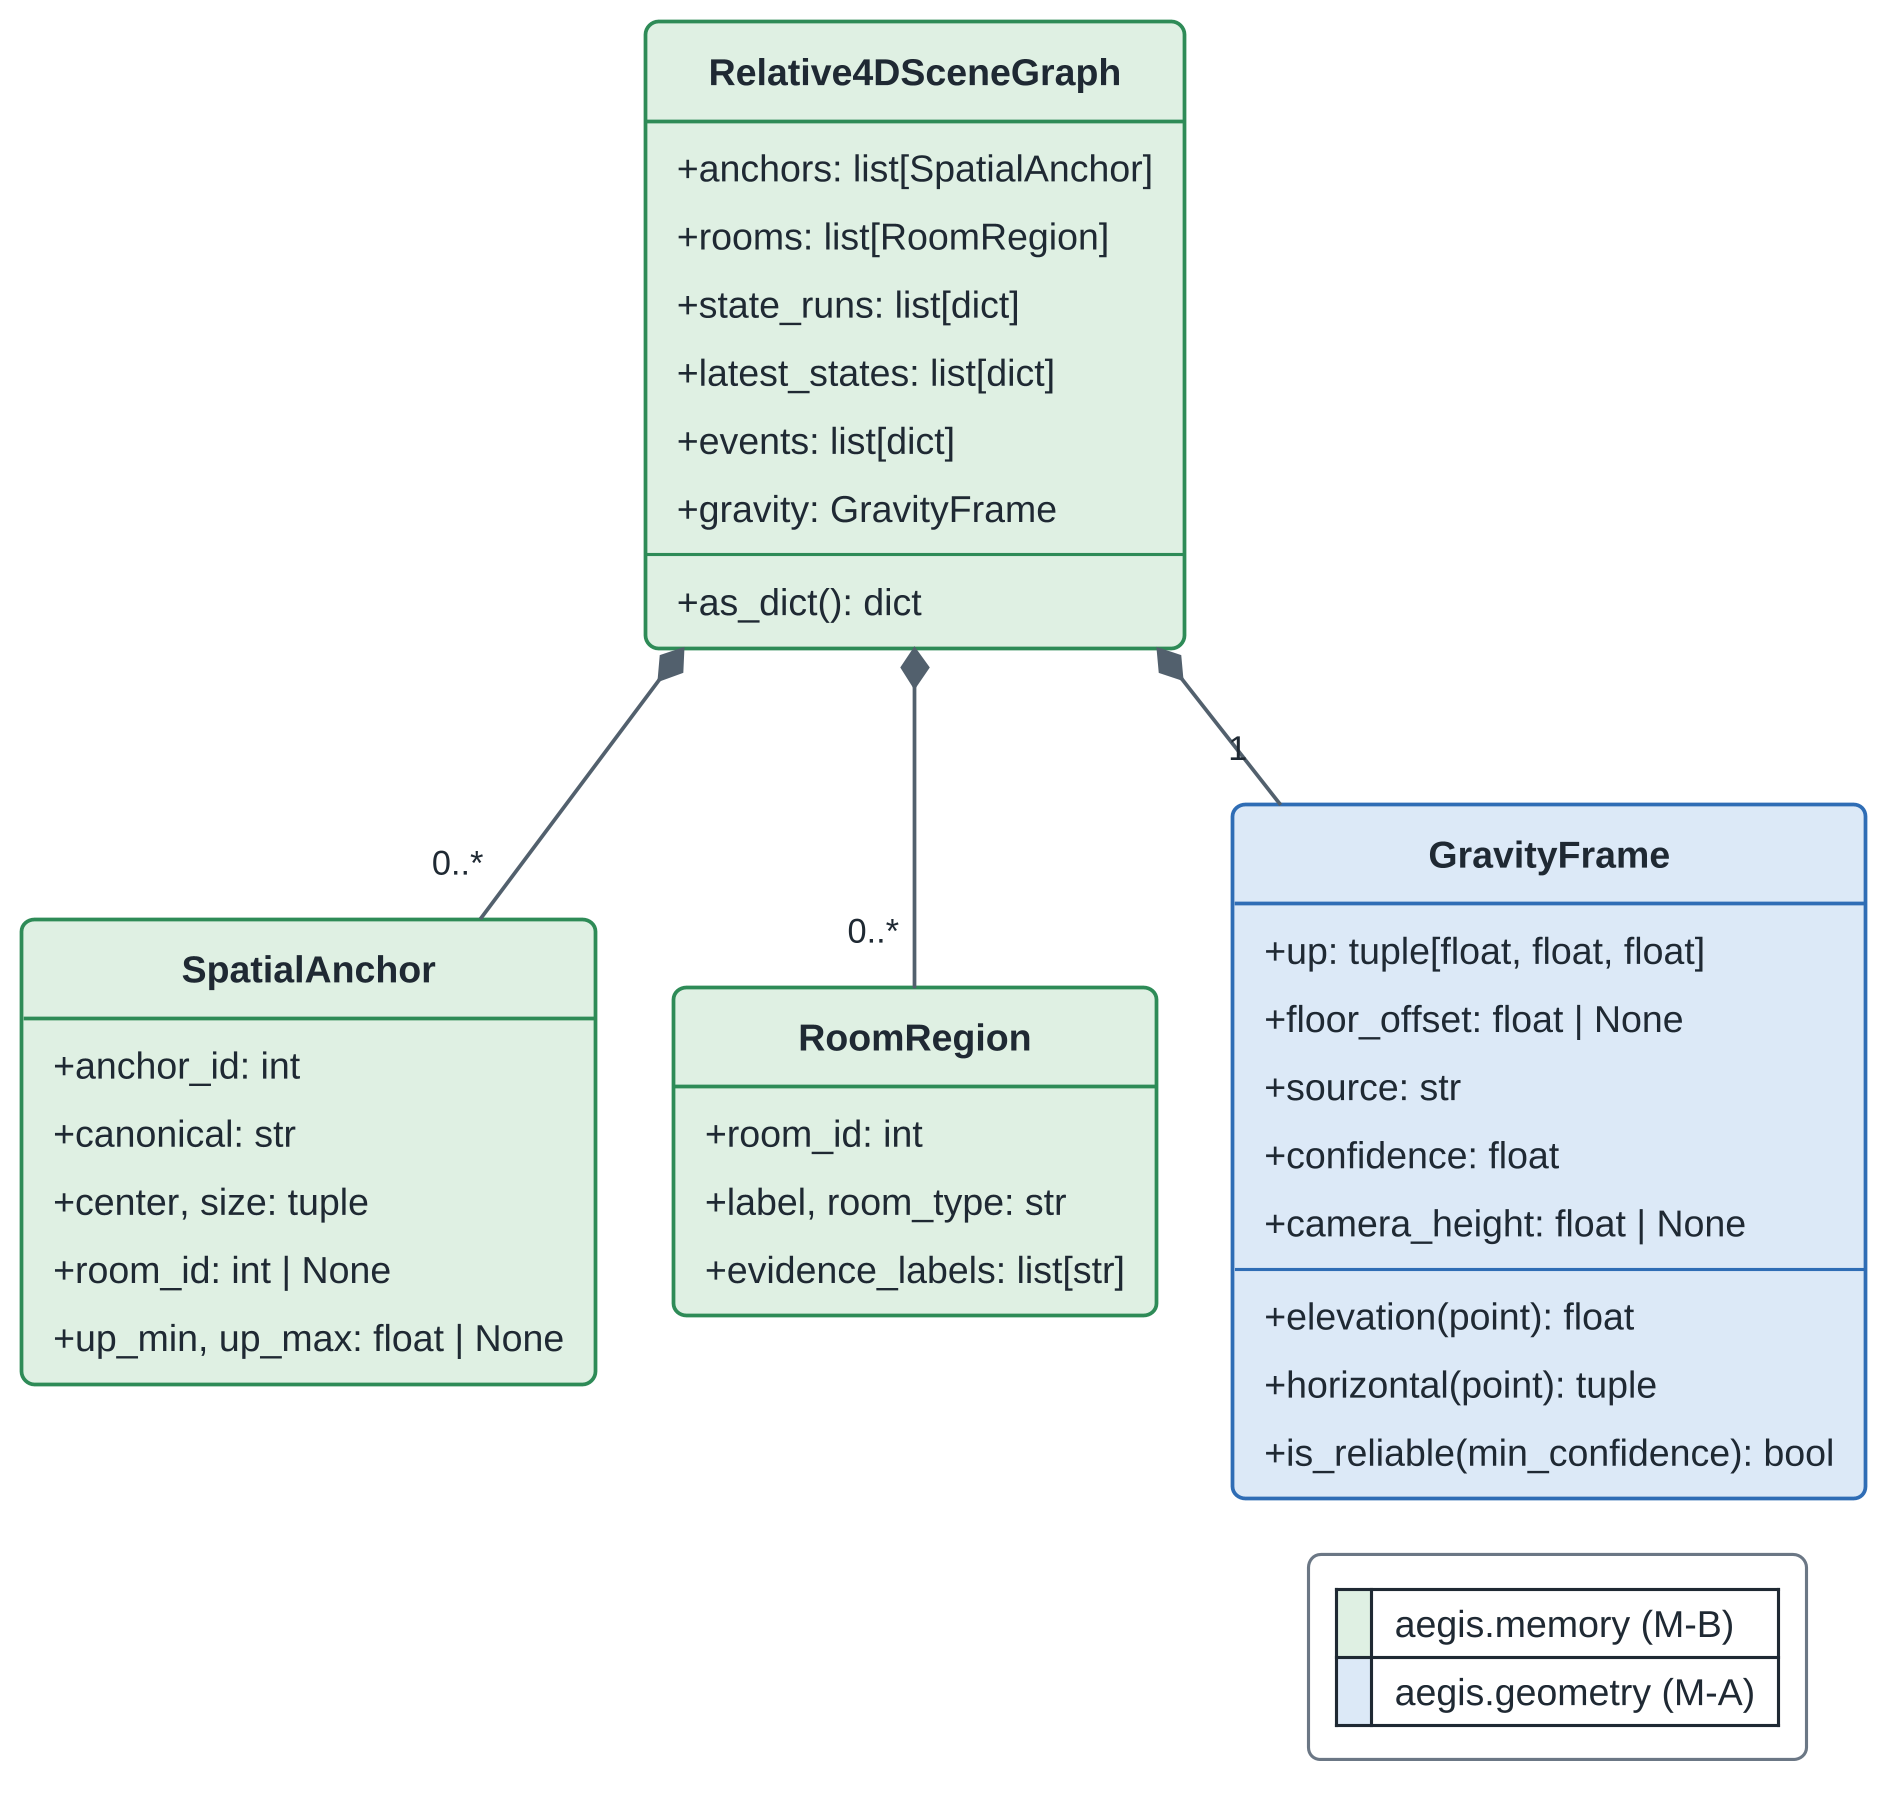 Relative4DSceneGraph
+anchors: list[SpatialAnchor]
+rooms: list[RoomRegion]
+state_runs: list[dict]
+latest_states: list[dict]
+events: list[dict]
+gravity: GravityFrame
+as_dict(): dict
0..*
0..*
1
SpatialAnchor
+anchor_id: int
+canonical: str
+center, size: tuple
+room_id: int | None
+up_min, up_max: float | None
RoomRegion
+room_id: int
+label, room_type: str
+evidence_labels: list[str]
GravityFrame
+up: tuple[float, float, float]
+floor_offset: float | None
+source: str
+confidence: float
+camera_height: float | None
+elevation(point): float
+horizontal(point): tuple
+is_reliable(min_confidence): bool
aegis.memory (M-B)
aegis.geometry (M-A)